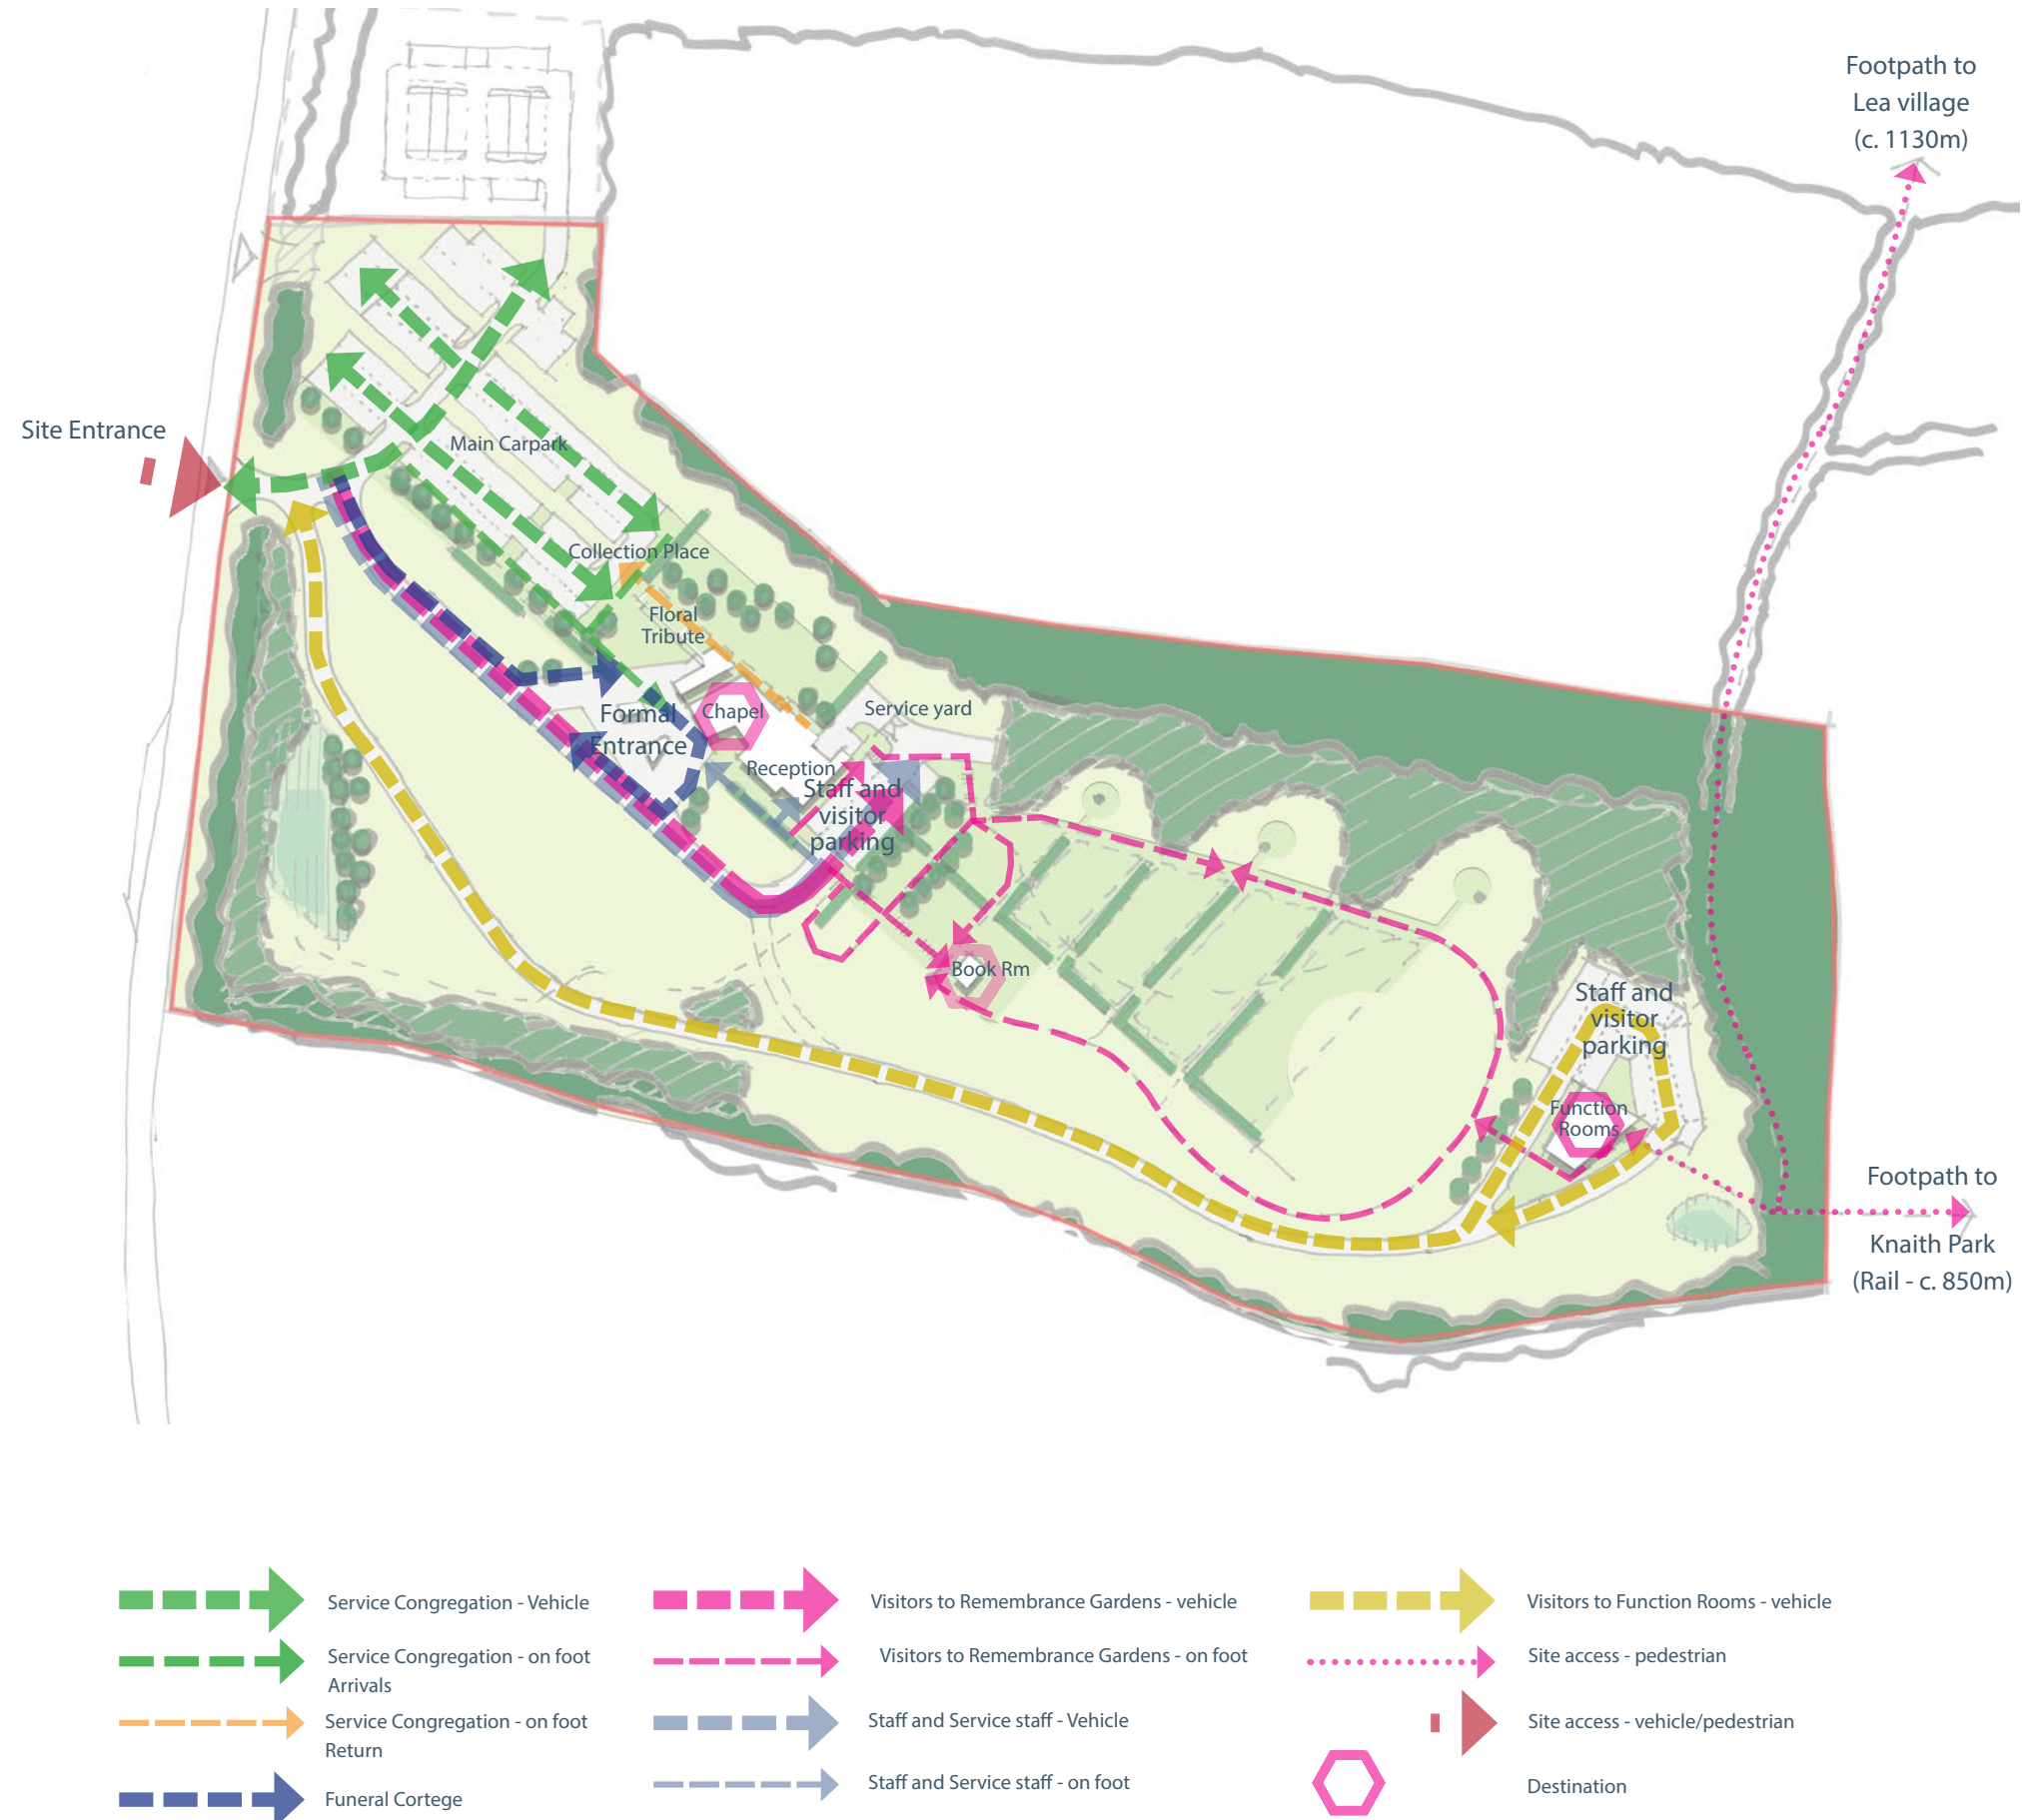 Footpath to
Lea village
(c. 1130m)
Site Entrance
Main Carpark
Collection Place
Floral
Tribute
Formal
Entrance
Chapel
Service yard
Reception
Staff and
visitor
parking
Book Rm
Staff and
visitor
parking
Function
Rooms
Footpath to
Knaith Park
(Rail - c. 850m)
Service Congregation - Vehicle
Service Congregation - on foot
Arrivals
Service Congregation - on foot
Return
Funeral Cortege
Visitors to Remembrance Gardens - vehicle
Visitors to Remembrance Gardens - on foot
Staff and Service staff - Vehicle
Staff and Service staff - on foot
Visitors to Function Rooms - vehicle
Site access - pedestrian
Site access - vehicle/pedestrian
Destination